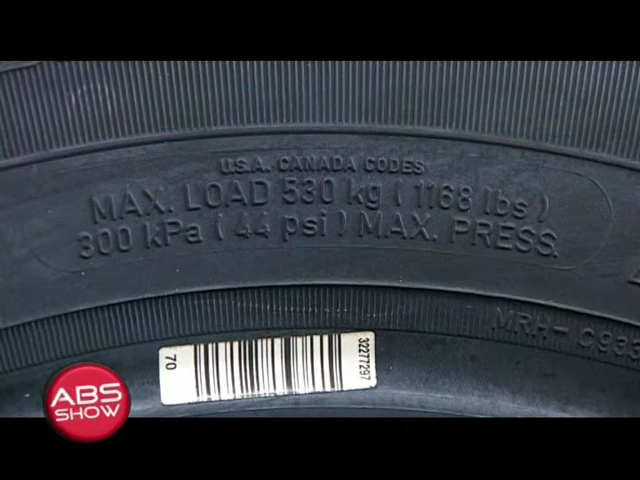 U.S.A. CANADA CODES
MAX. LOAD 530 kg ( 1168 lbs )
300 kPa ( 44 psi ) MAX. PRESS.
MRH- C933
32277297
70
ABS
SHOW